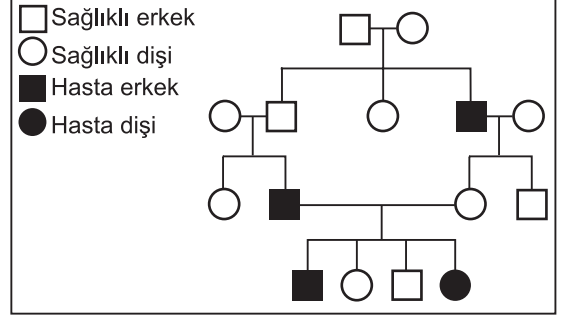 Sağlıklı erkek
Sağlıklı dişi
Hasta erkek
Hasta dişi